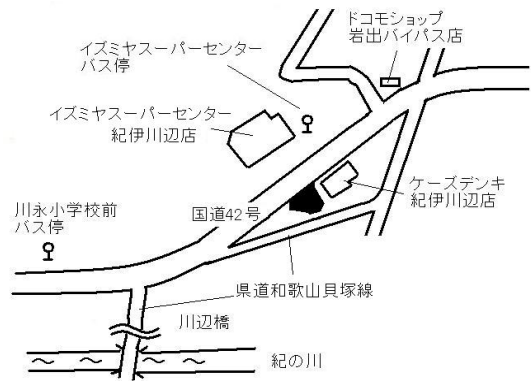 ドコモショップ
岩出バイパス店
イズミヤスーパーセンター
バス停
イズミヤスーパーセンター
紀伊川辺店
ケーズデンキ
紀伊川辺店
国道42号
川永小学校前
バス停
県道和歌山貝塚線
川辺橋
紀の川